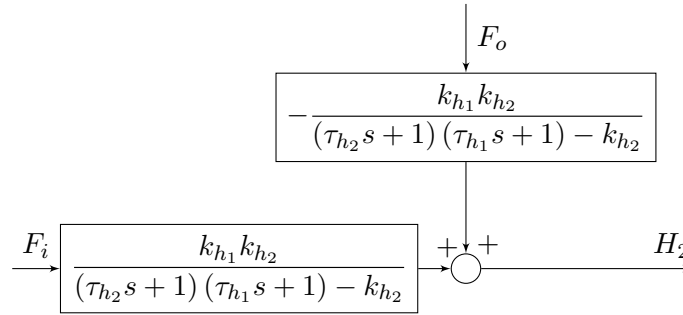 F_o
-\frac{k_{h_1} k_{h_2}}{(\tau_{h_2} s + 1) (\tau_{h_1} s + 1) - k_{h_2}}
F_i
\frac{k_{h_1} k_{h_2}}{(\tau_{h_2} s + 1) (\tau_{h_1} s + 1) - k_{h_2}}
+ +
H_2